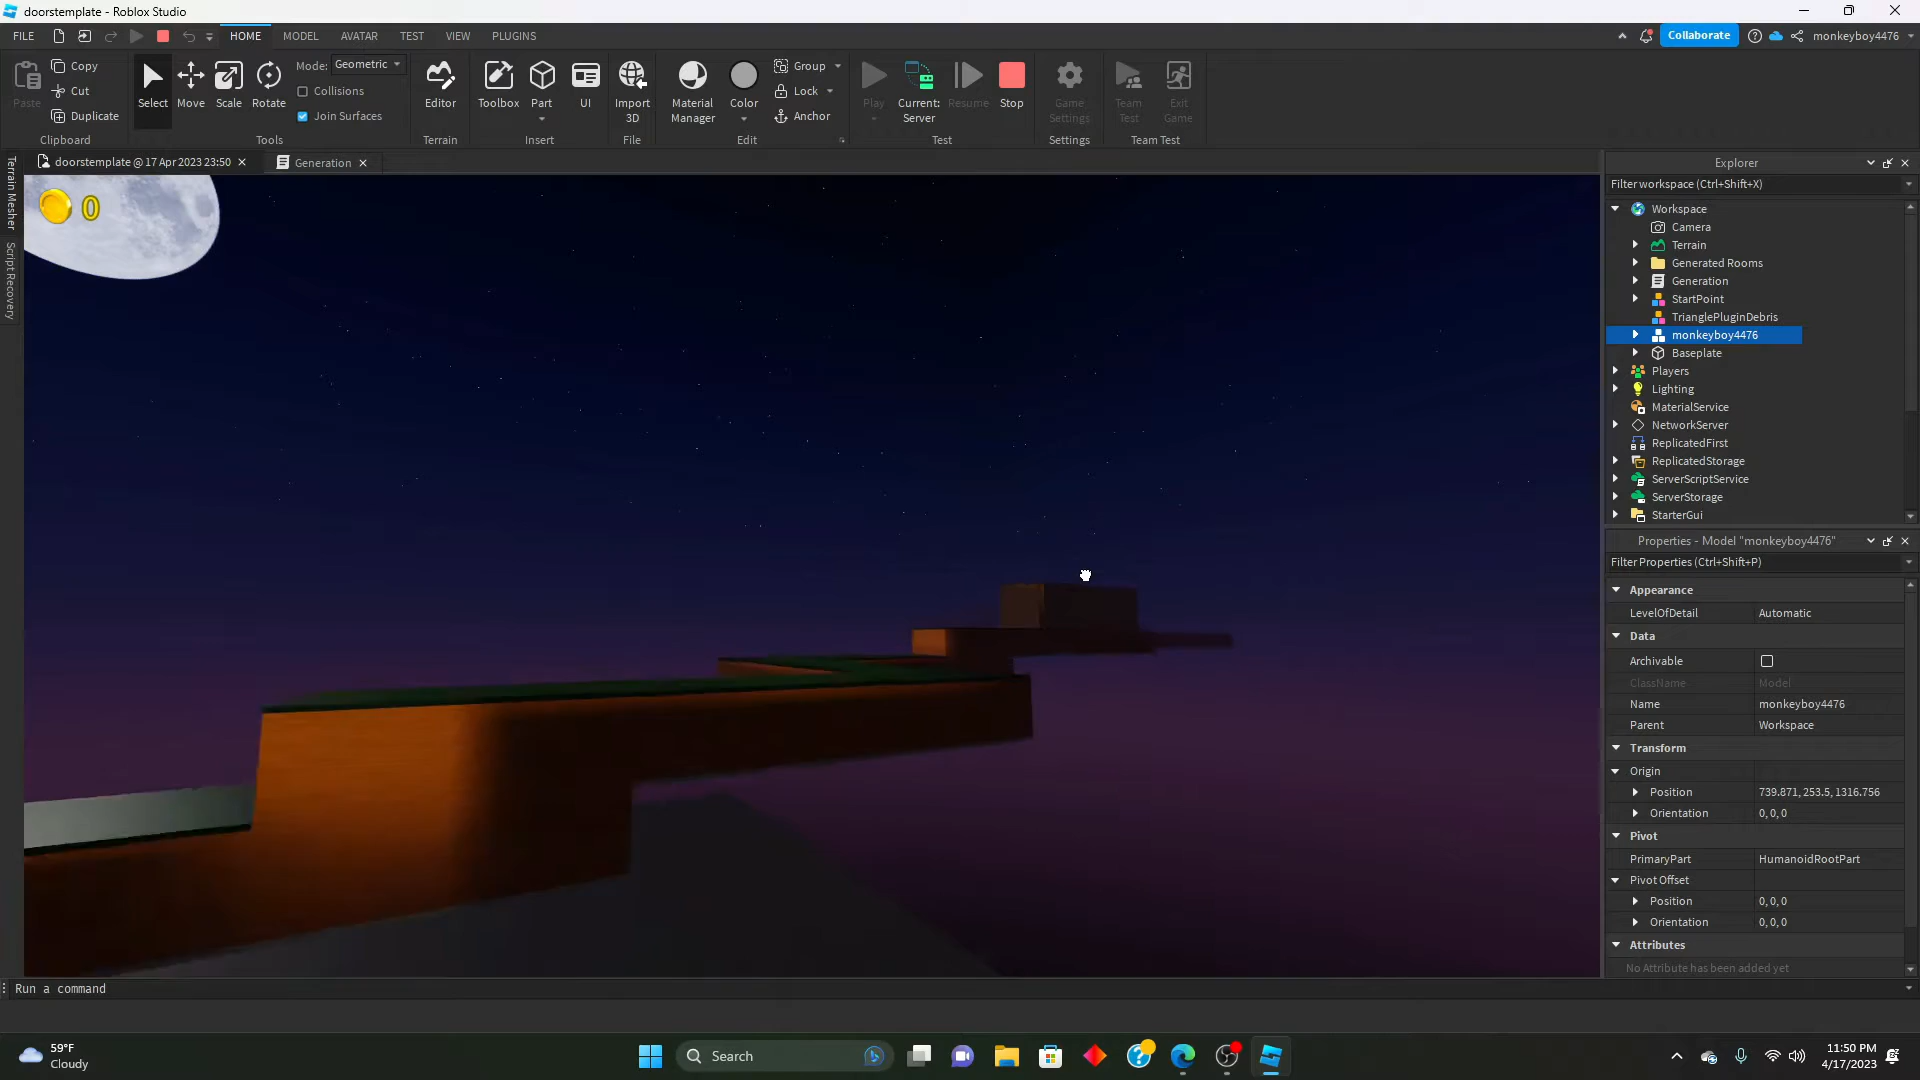 doorstemplate - Roblox Studio
FILE HOME MODEL AVATAR TEST VIEW PLUGINS Collaborate monkeyboy4476
Paste Copy Cut Duplicate Clipboard
Select Move Scale Rotate Mode: Geometric Collisions Join Surfaces Tools
Editor Terrain
Toolbox Part UI Insert
Import 3D File
Material Manager Color Group Lock Anchor Edit
Play Current: Server Resume Stop Test
Game Settings Settings
Team Test Exit Game Team Test
doorstemplate @ 17 Apr 2023 23:50 Generation
Terrain Mesher
Script Recovery
0
Explorer
Filter workspace (Ctrl+Shift+X)
Workspace
Camera
Terrain
Generated Rooms
Generation
StartPoint
TrianglePluginDebris
monkeyboy4476
Baseplate
Players
Lighting
MaterialService
NetworkServer
ReplicatedFirst
ReplicatedStorage
ServerScriptService
ServerStorage
StarterGui
Properties - Model "monkeyboy4476"
Filter Properties (Ctrl+Shift+P)
Appearance
LevelOfDetail Automatic
Data
Archivable
ClassName Model
Name monkeyboy4476
Parent Workspace
Transform
Origin
Position 739.871, 253.5, 1316.756
Orientation 0, 0, 0
Pivot
PrimaryPart HumanoidRootPart
Pivot Offset
Position 0, 0, 0
Orientation 0, 0, 0
Attributes
No Attribute has been added yet
Run a command
59°F
Cloudy
Search
11:50 PM
4/17/2023